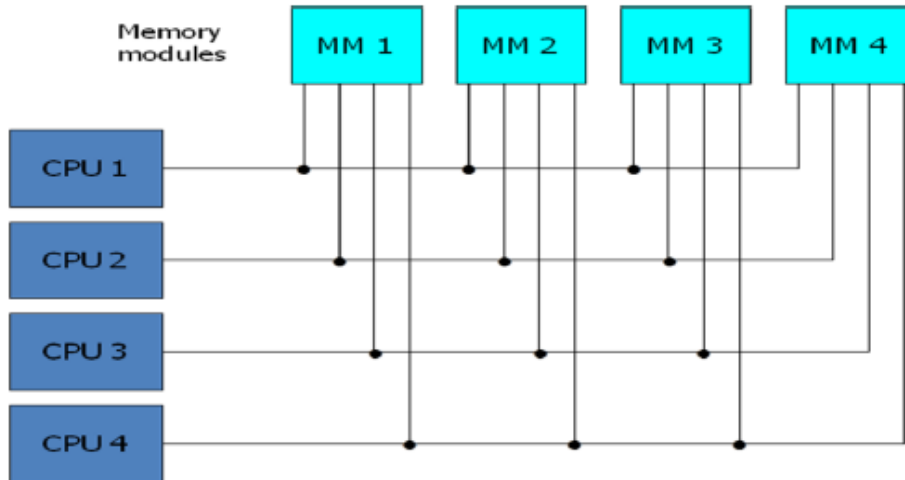 Memory
modules
MM 1
MM 2
MM 3
MM 4
CPU 1
CPU 2
CPU 3
CPU 4